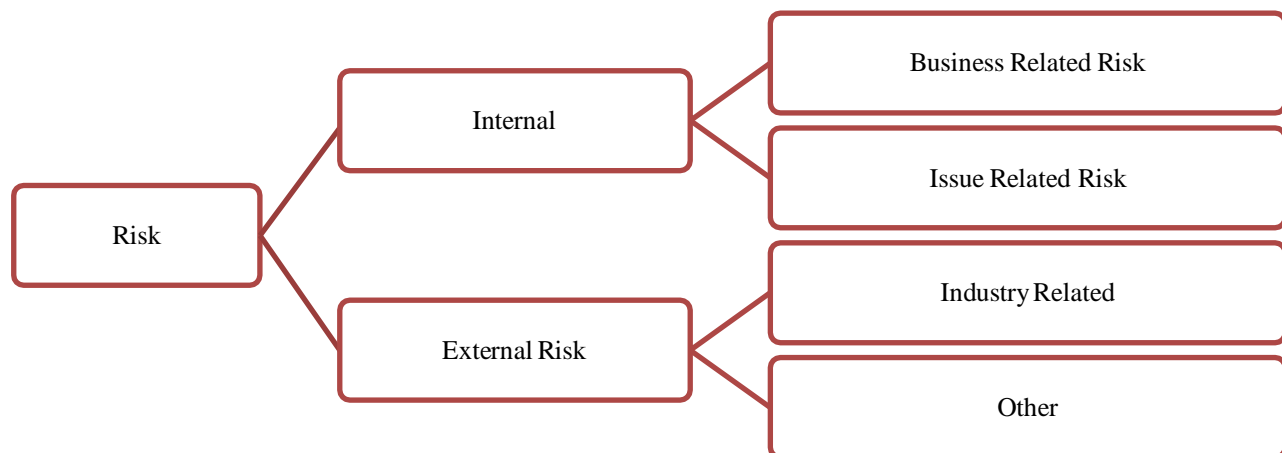 Risk
Internal
Business Related Risk
Issue Related Risk
External Risk
Industry Related
Other